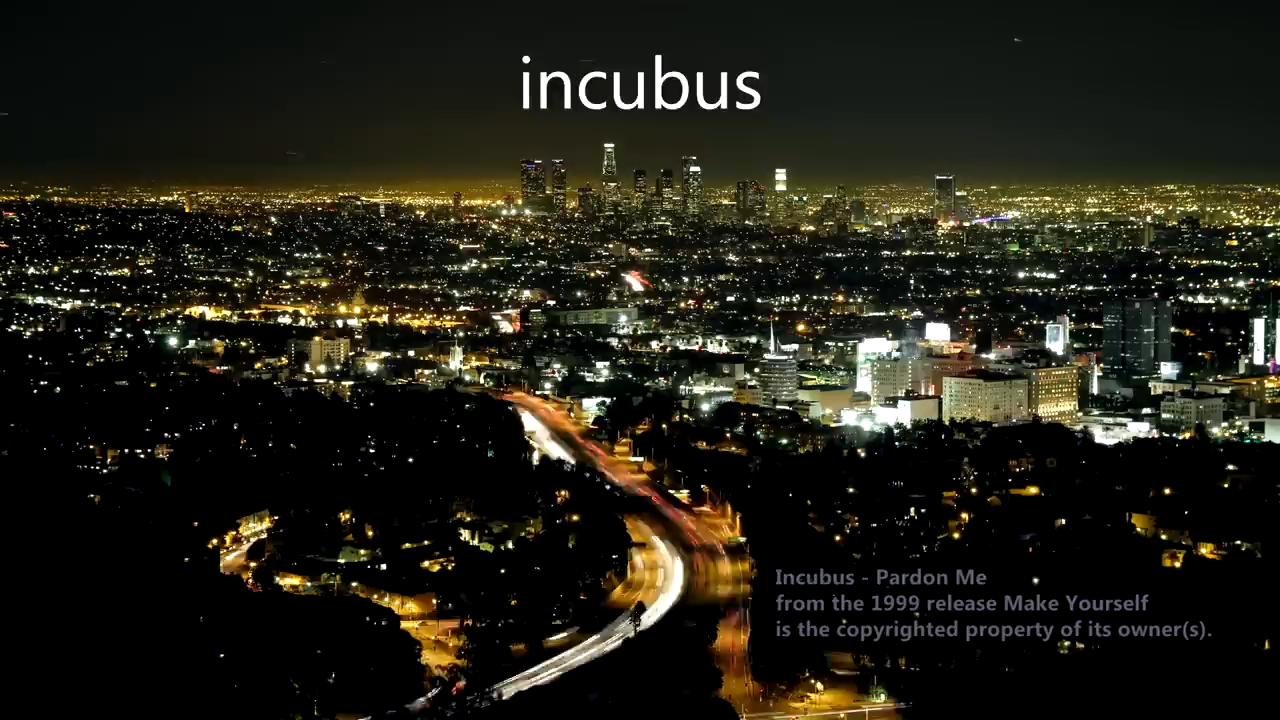 incubus
Incubus - Pardon Me
from the 1999 release Make Yourself
is the copyrighted property of its owner(s).